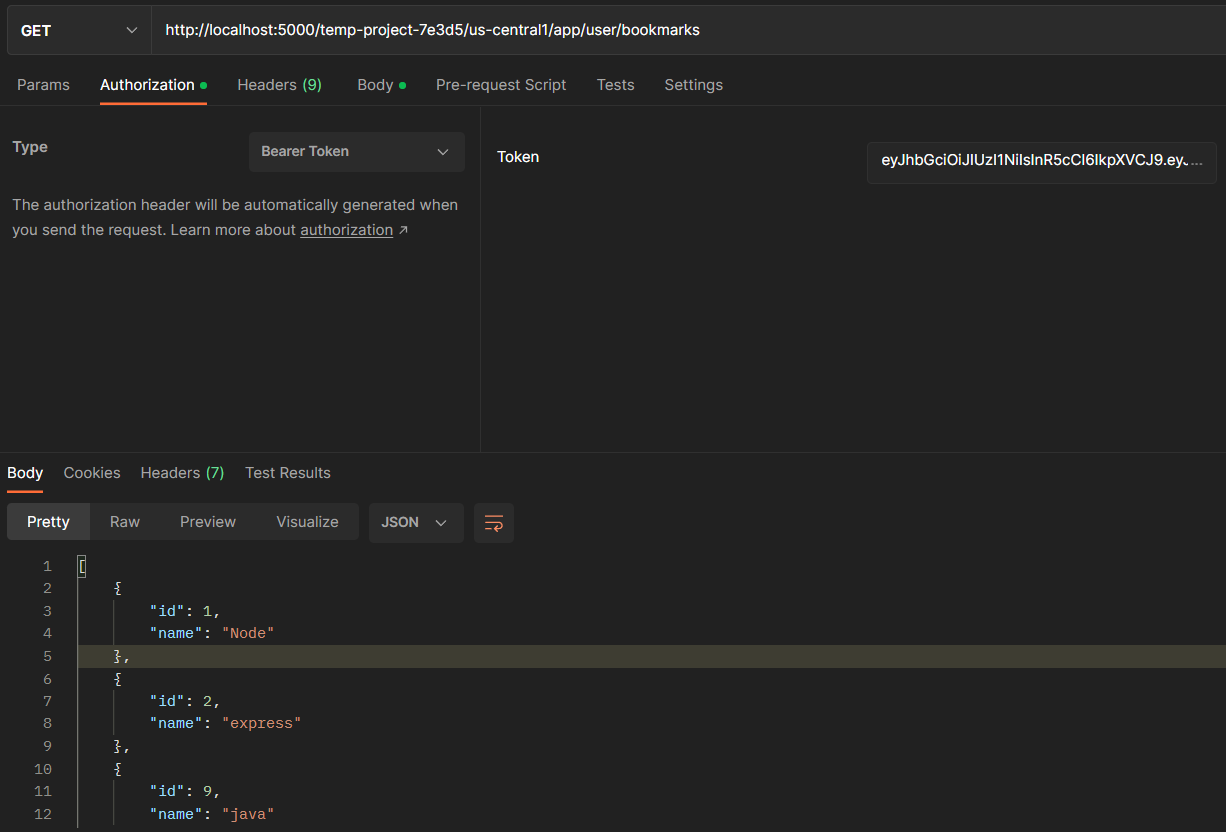 GET http://localhost:5000/temp-project-7e3d5/us-central1/app/user/bookmarks
Params Authorization Headers (9) Body Pre-request Script Tests Settings
Type Bearer Token
The authorization header will be automatically generated when
you send the request. Learn more about authorization ↗
Token eyJhbGciOiJIUzI1NiIsInR5cCI6IkpXVCJ9.eyJ...
Body Cookies Headers (7) Test Results
Pretty Raw Preview Visualize JSON
1 [
2 {
3 "id": 1,
4 "name": "Node"
5 },
6 {
7 "id": 2,
8 "name": "express"
9 },
10 {
11 "id": 9,
12 "name": "java"